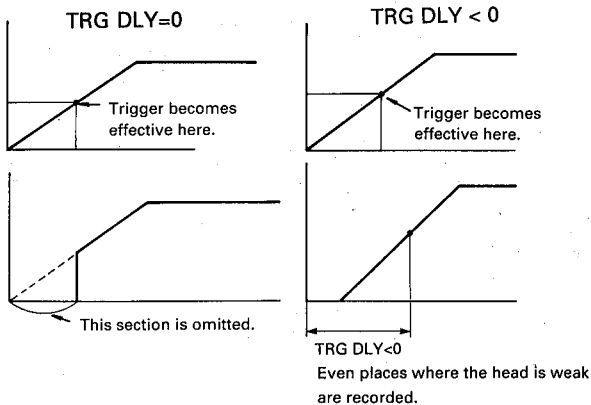 TRG DLY=0
Trigger becomes
effective here.
This section is omitted.
TRG DLY < 0
Trigger becomes
effective here.
TRG DLY<0
Even places where the head is weak
are recorded.